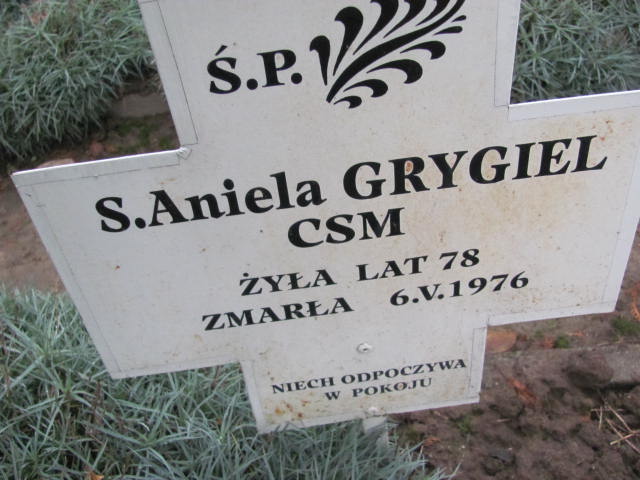 Ś.P.
S.Aniela GRYGIEL
CSM
ŻYŁA LAT 78
ZMARŁA 6.V.1976
NIECH ODPOCZYWA
W POKOJU